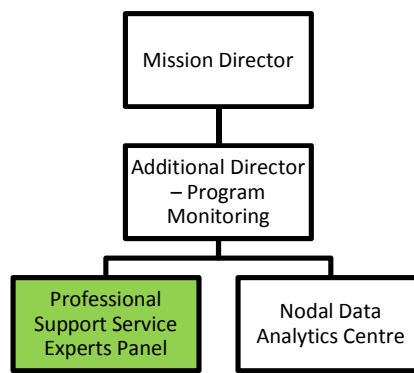 Mission Director
Additional Director
– Program
Monitoring
Professional
Support Service
Experts Panel
Nodal Data
Analytics Centre